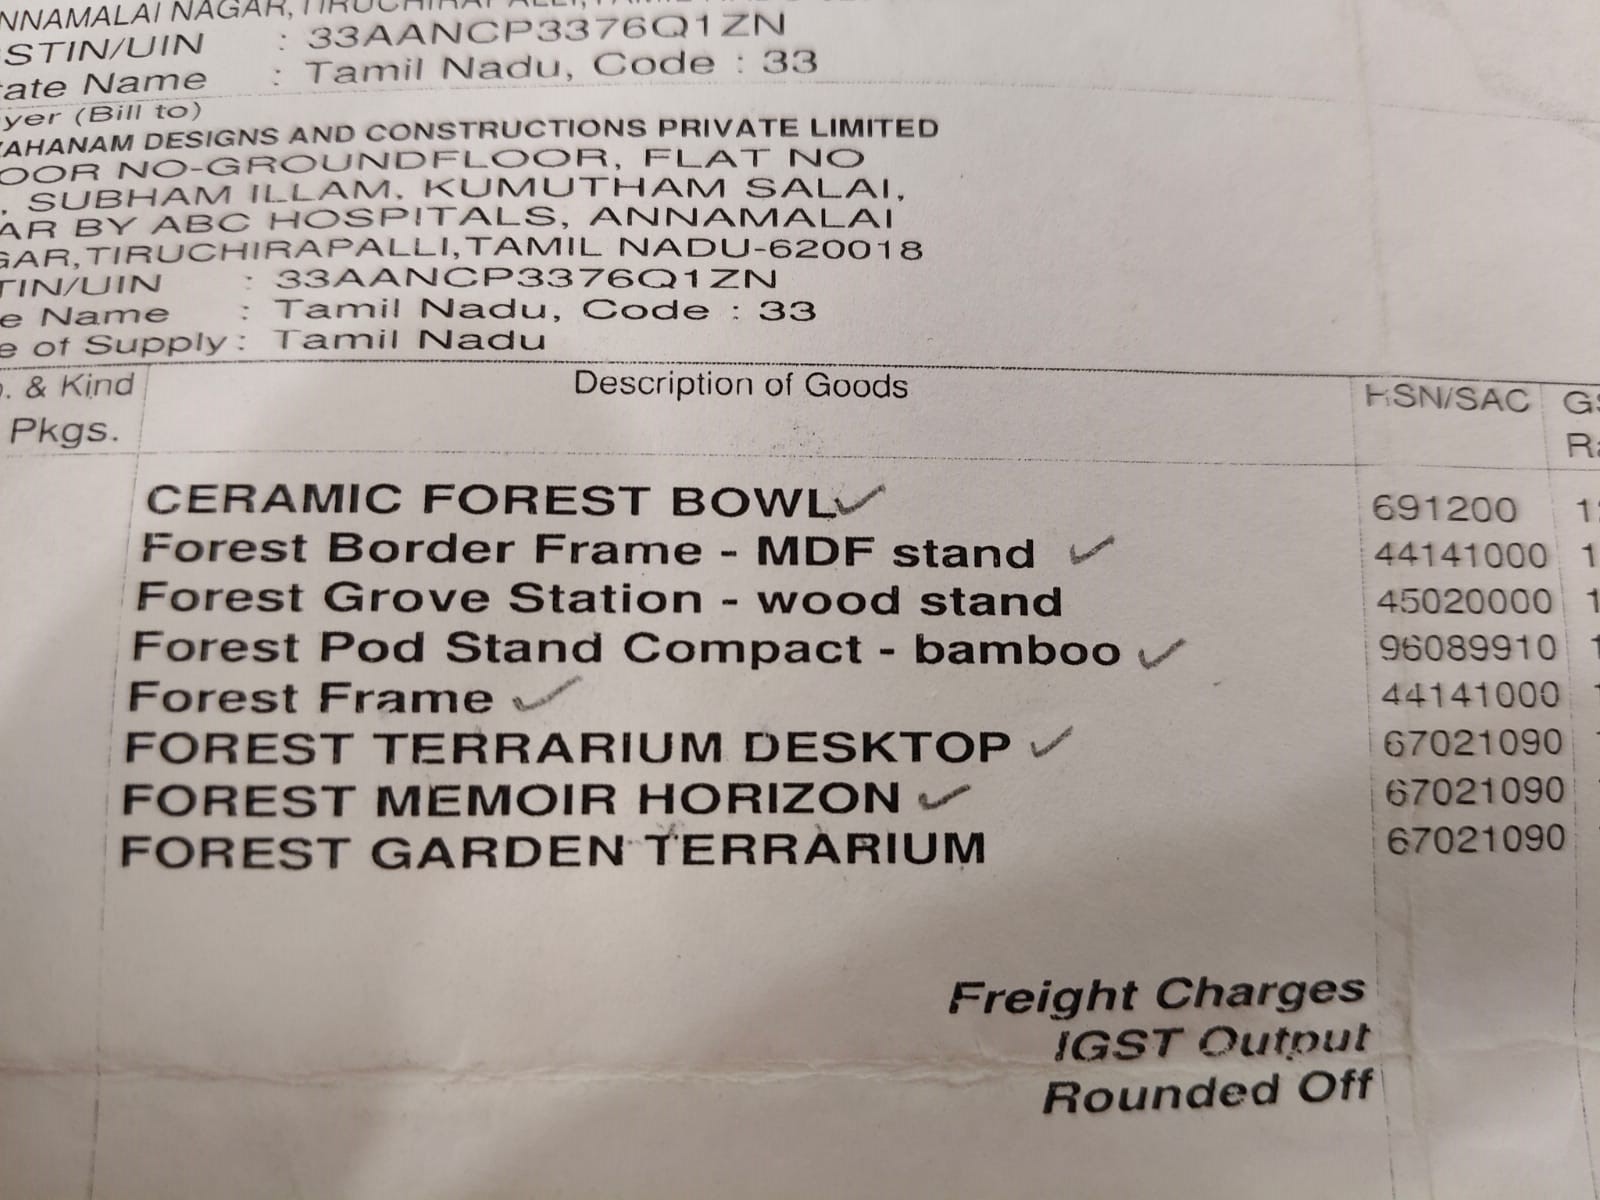 NNAMALAI NAGAR, TIRUCHIRAPALLI, TAMIL NADU
STIN/UIN : 33AANCP3376Q1ZN
ate Name : Tamil Nadu, Code : 33
yer (Bill to)
AHANAM DESIGNS AND CONSTRUCTIONS PRIVATE LIMITED
OOR NO-GROUNDFLOOR, FLAT NO
, SUBHAM ILLAM, KUMUTHAM SALAI,
AR BY ABC HOSPITALS, ANNAMALAI
GAR,TIRUCHIRAPALLI,TAMIL NADU-620018
TIN/UIN : 33AANCP3376Q1ZN
e Name : Tamil Nadu, Code : 33
e of Supply : Tamil Nadu
. & Kind Description of Goods HSN/SAC GS
Pkgs. Ra
CERAMIC FOREST BOWL 691200 1
Forest Border Frame - MDF stand 44141000 1
Forest Grove Station - wood stand 45020000 1
Forest Pod Stand Compact - bamboo 96089910 1
Forest Frame 44141000
FOREST TERRARIUM DESKTOP 67021090
FOREST MEMOIR HORIZON 67021090
FOREST GARDEN TERRARIUM 67021090
Freight Charges
IGST Output
Rounded Off